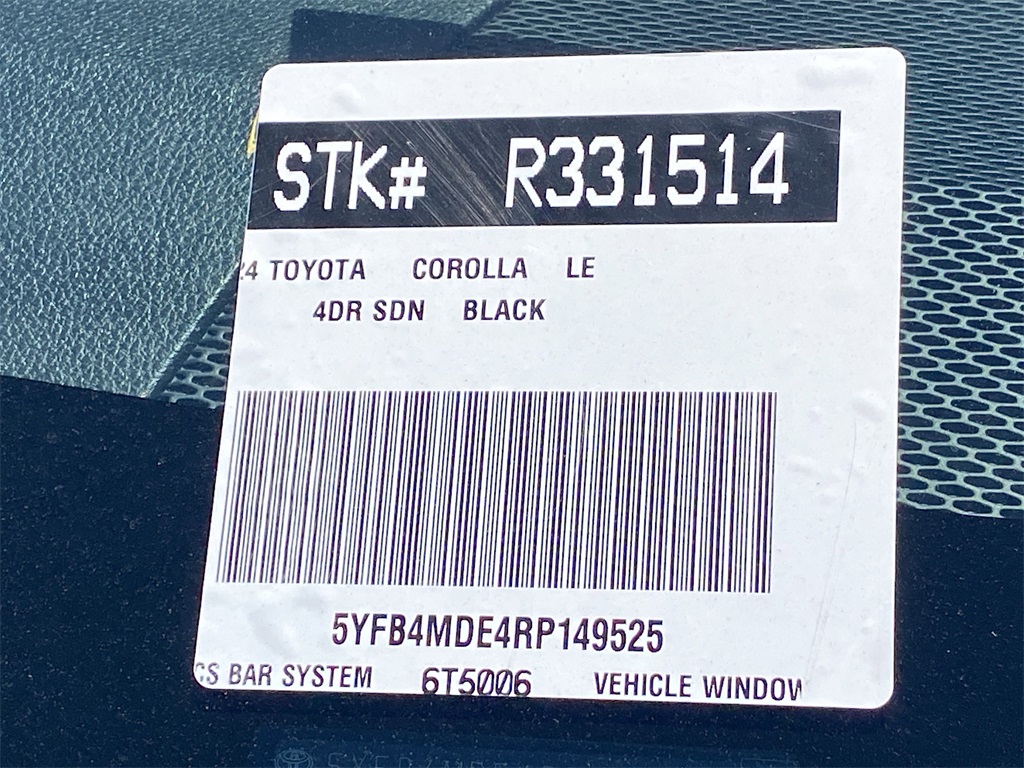 STK# R331514
24 TOYOTA COROLLA LE
4DR SDN BLACK
5YFB4MDE4RP149525
CS BAR SYSTEM 6T5006 VEHICLE WINDOW